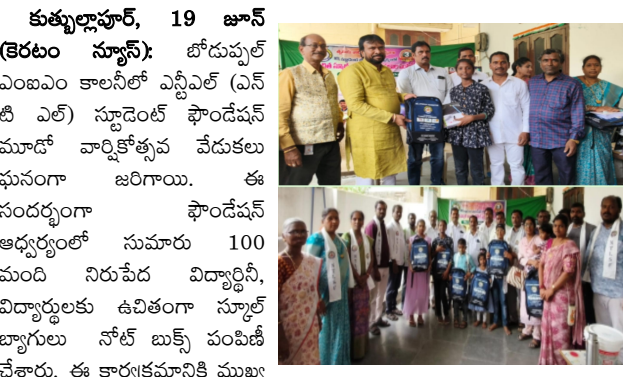 కుత్బుల్లాపూర్, 19 జూన్
(కెరటం న్యూస్): బోడుప్పల్
ఎంఐఎం కాలనీలో ఎన్టీఎల్ (ఎన్
టి ఎల్) స్టూడెంట్ ఫౌండేషన్
మూడో వార్షికోత్సవ వేడుకలు
ఘనంగా జరిగాయి. ఈ
సందర్భంగా ఫౌండేషన్
ఆధ్వర్యంలో సుమారు 100
మంది నిరుపేద విద్యార్థినీ,
విద్యార్థులకు ఉచితంగా స్కూల్
బ్యాగులు నోట్ బుక్స్ పంపిణీ
చేశారు. ఈ కార్యక్రమానికి ముఖ్య